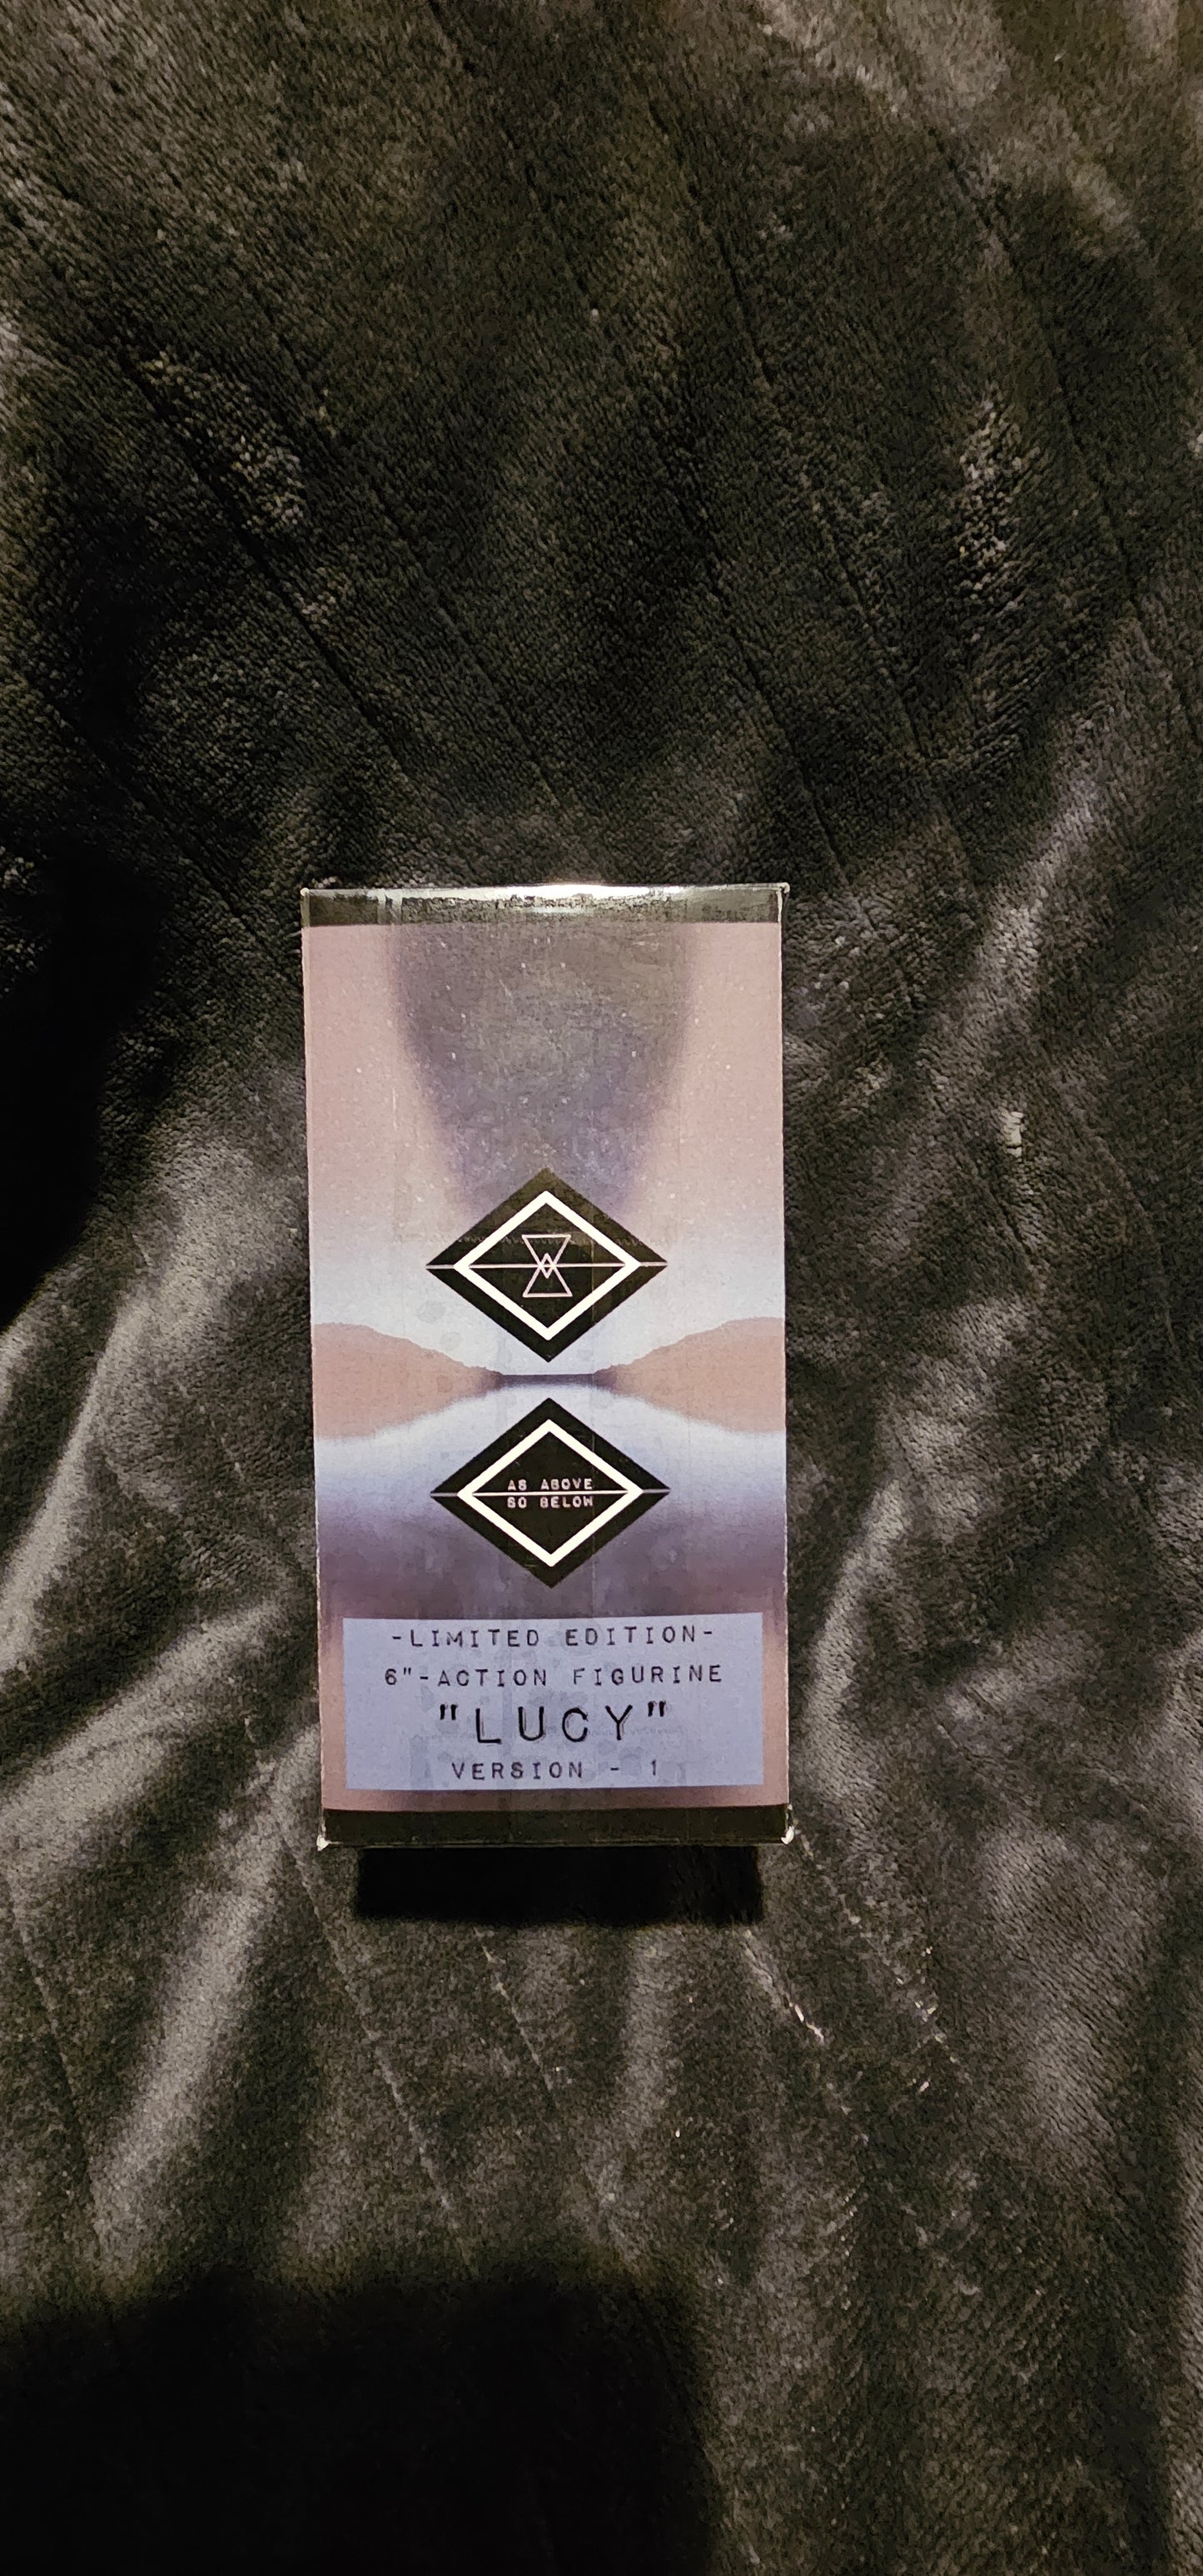 AS ABOVE
SO BELOW
-LIMITED EDITION-
6"-ACTION FIGURINE
"LUCY"
VERSION - 1